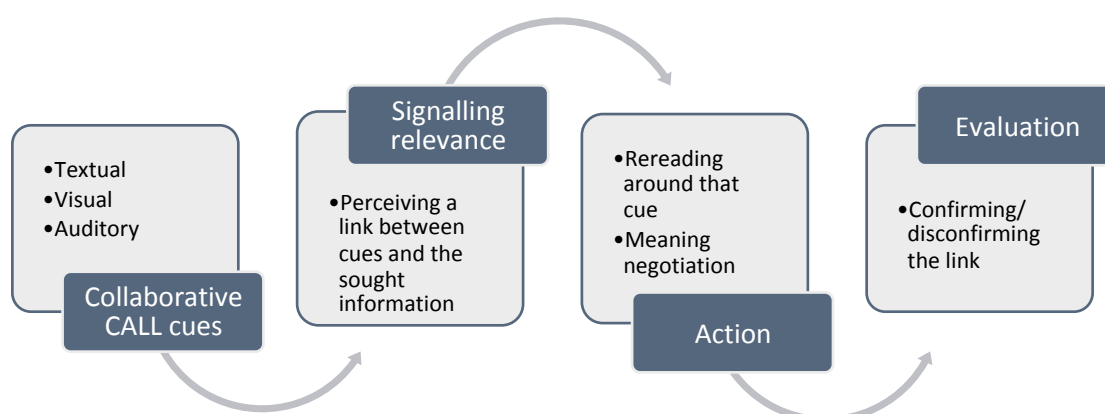 •Textual
•Visual
•Auditory
Collaborative
CALL cues
Signalling
relevance
•Perceiving a
link between
cues and the
sought
information
•Rereading
around that
cue
•Meaning
negotiation
Action
Evaluation
•Confirming/
disconfirming
the link